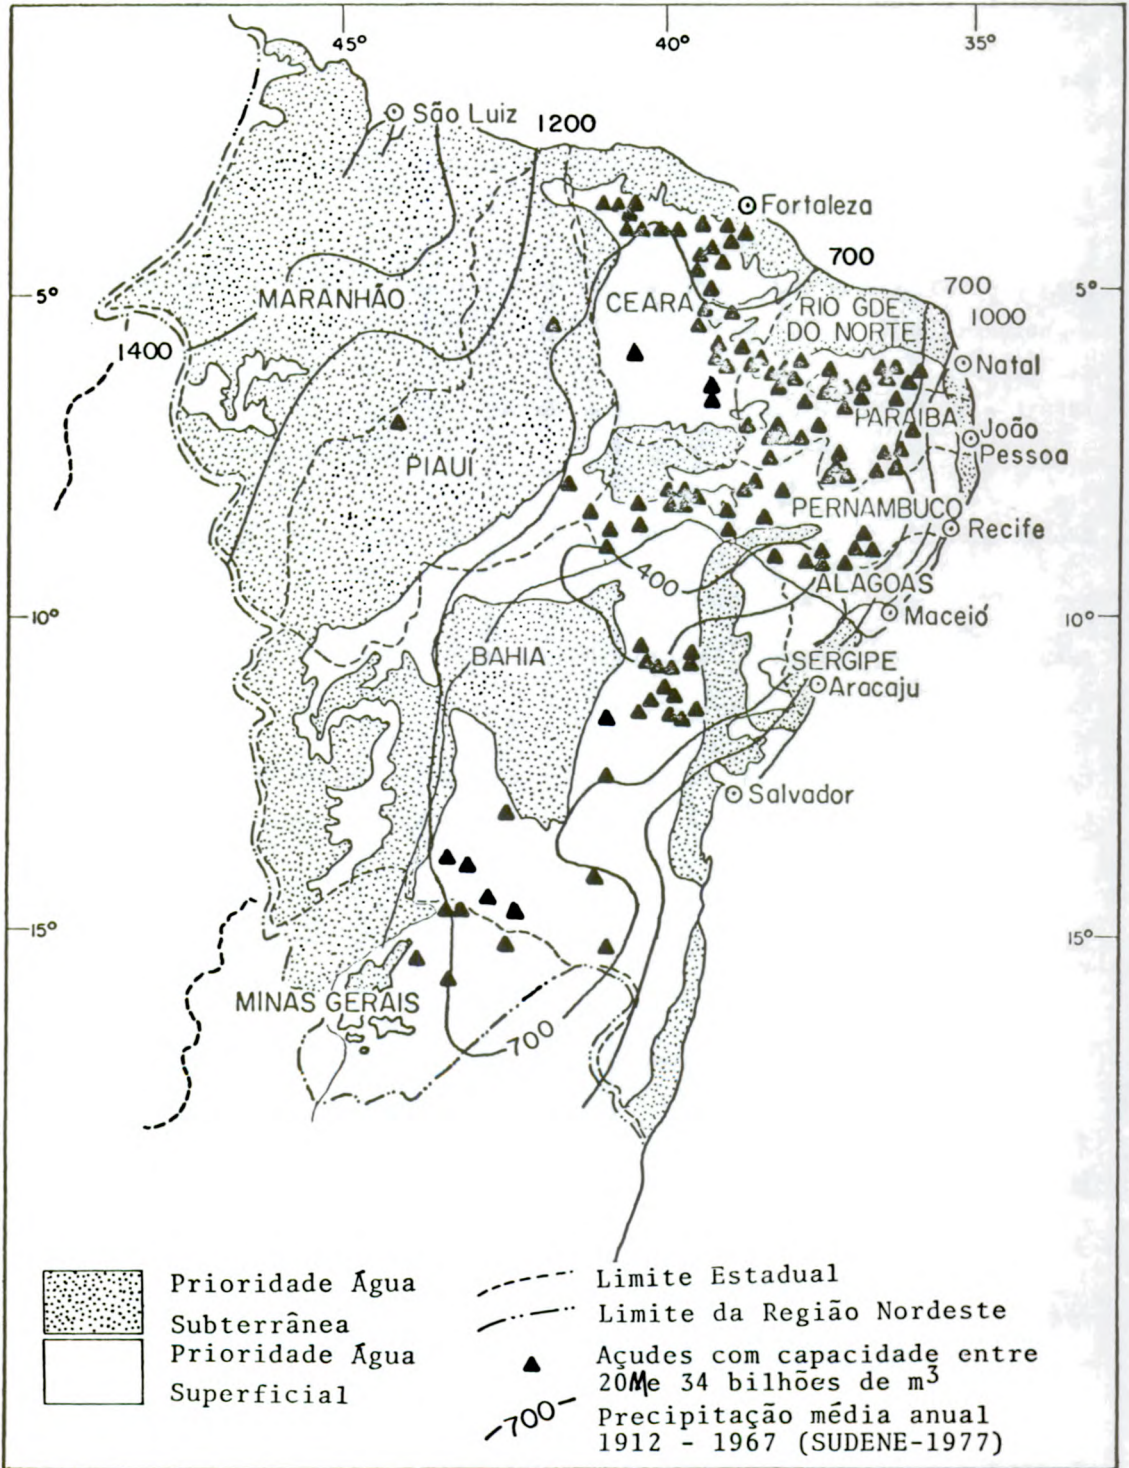 45° 40° 35°
São Luiz
1200
Fortaleza
700
5° 5°
MARANHÃO
CEARÁ
RIO GDE
DO NORTE
700
1000
1400
Natal
PARAIBA
João
Pessoa
PIAUI
PERNAMBUCO
Recife
400
ALAGOAS
10° 10°
Maceió
BAHIA
SERGIPE
Aracaju
Salvador
15° 15°
MINAS GERAIS
700
Prioridade Água
Subterrânea
Prioridade Água
Superficial
Limite Estadual
Limite da Região Nordeste
Açudes com capacidade entre
20M e 34 bilhões de m³
700
Precipitação média anual
1912 - 1967 (SUDENE-1977)